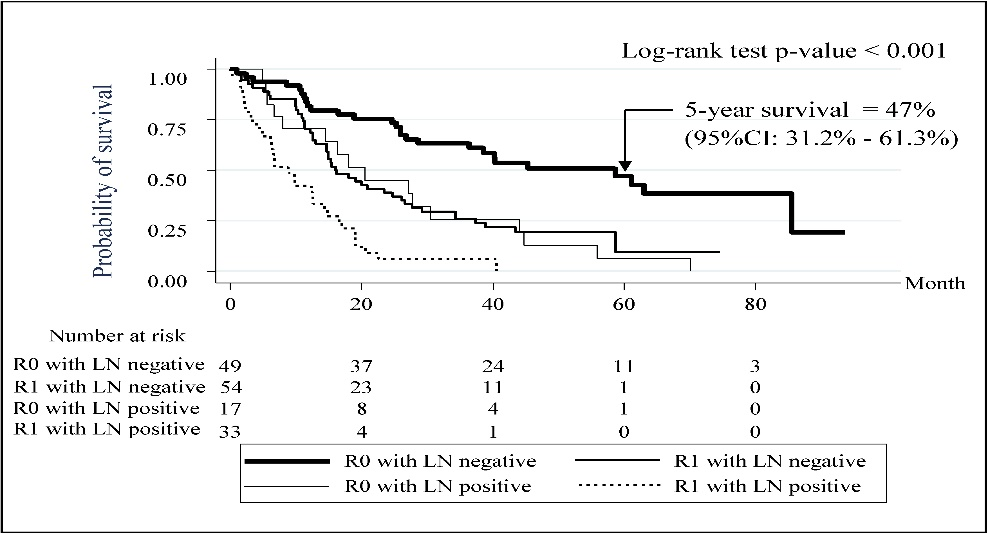 Log-rank test p-value < 0.001
5-year survival = 47%
(95%CI: 31.2% - 61.3%)
Probability of survival
1.00
0.75
0.50
0.25
0.00
0 20 40 60 80
Month
Number at risk
R0 with LN negative 49 37 24 11 3
R1 with LN negative 54 23 11 1 0
R0 with LN positive 17 8 4 1 0
R1 with LN positive 33 4 1 0 0
R0 with LN negative R1 with LN negative
R0 with LN positive R1 with LN positive